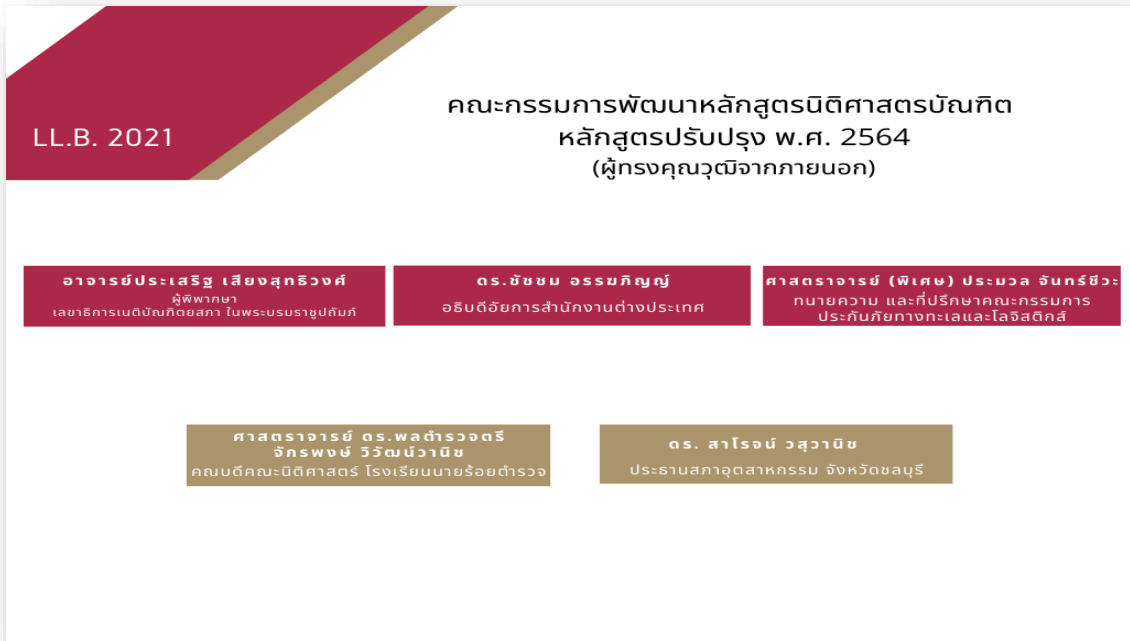 LL.B. 2021
คณะกรรมการพัฒนาหลักสูตรนิติศาสตรบัณฑิต
หลักสูตรปรับปรุง พ.ศ. 2564
(ผู้ทรงคุณวุฒิจากภายนอก)
อาจารย์ประเสริฐ เสียงสุทธิวงศ์
ผู้พิพากษา
เลขาธิการเนติบัณฑิตยสภา ในพระบรมราชูปถัมภ์
ดร.ชัชชม อรรฆภิญญ์
อธิบดีอัยการสำนักงานต่างประเทศ
ศาสตราจารย์ (พิเศษ) ประมวล จันทร์ชีวะ
ทนายความ และที่ปรึกษาคณะกรรมการ
ประกันภัยทางทะเลและโลจิสติกส์
ศาสตราจารย์ ดร.พลตำรวจตรี
จักรพงษ์ วิวัฒน์วานิช
คณบดีคณะนิติศาสตร์ โรงเรียนนายร้อยตำรวจ
ดร. สาโรจน์ วสุวานิช
ประธานสภาอุตสาหกรรม จังหวัดชลบุรี